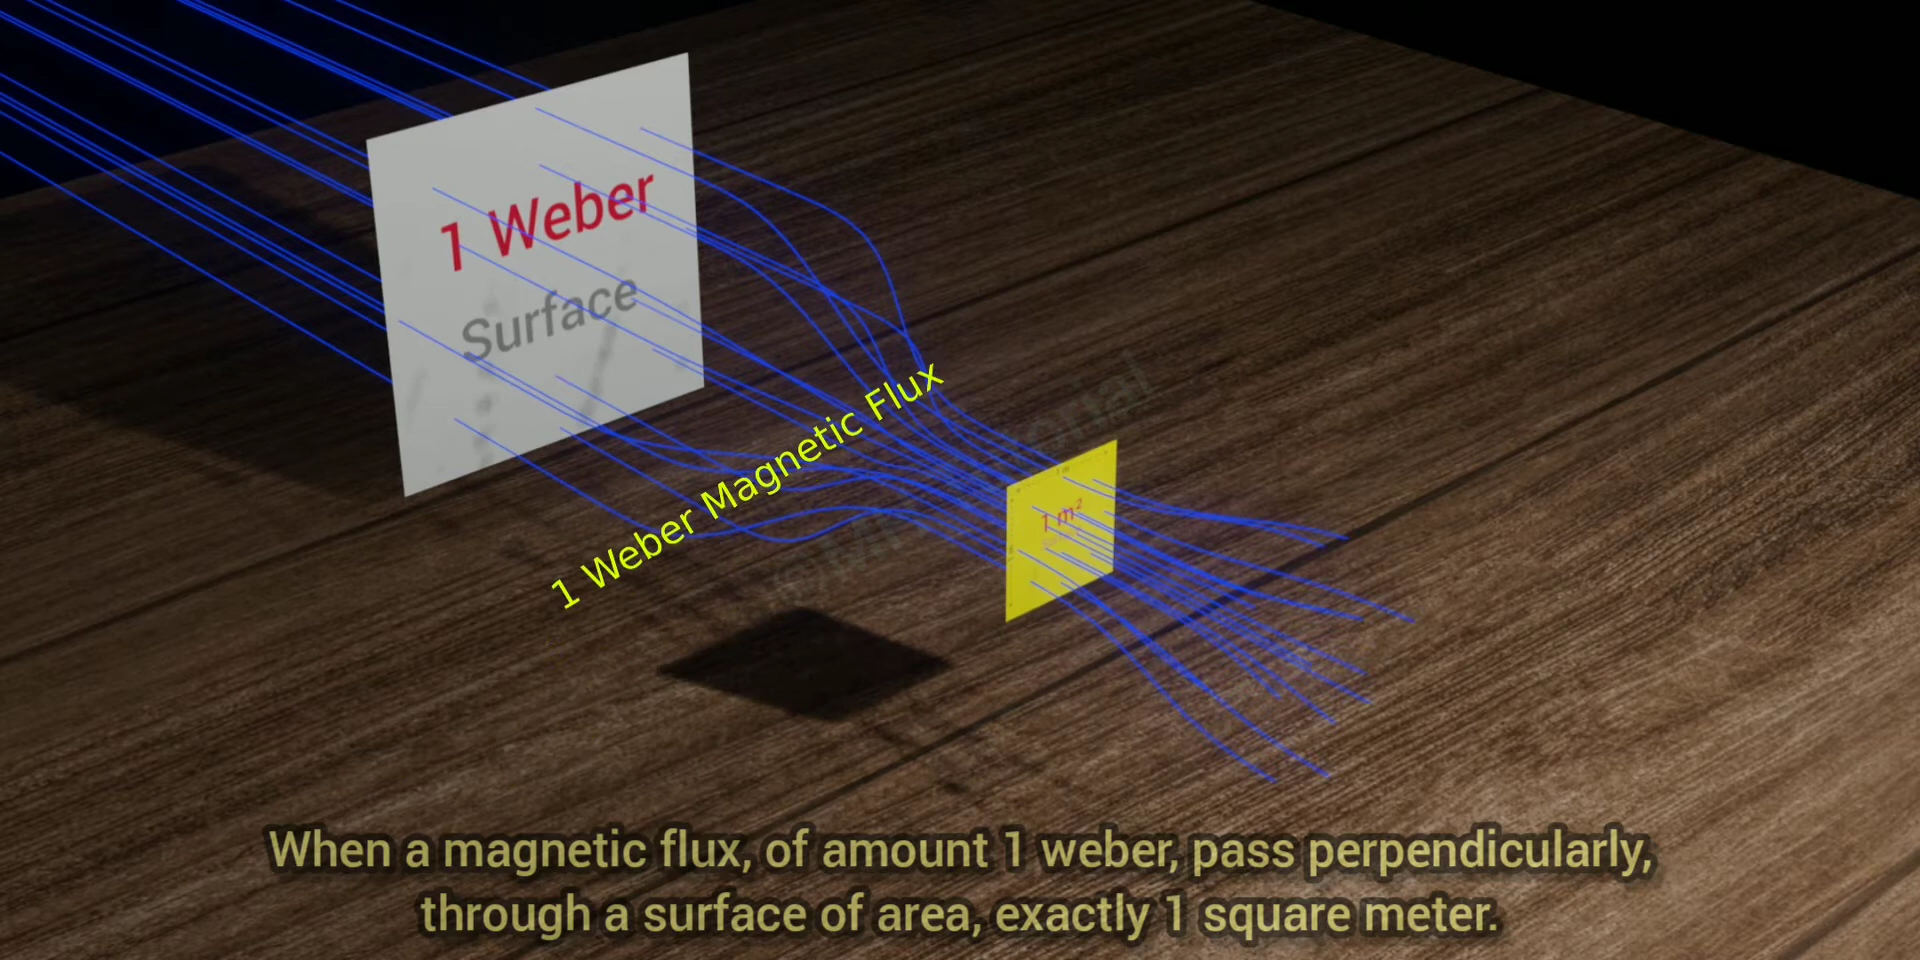 1 Weber
Surface
1 Weber Magnetic Flux
1 m²
When a magnetic flux, of amount 1 weber, pass perpendicularly,
through a surface of area, exactly 1 square meter.